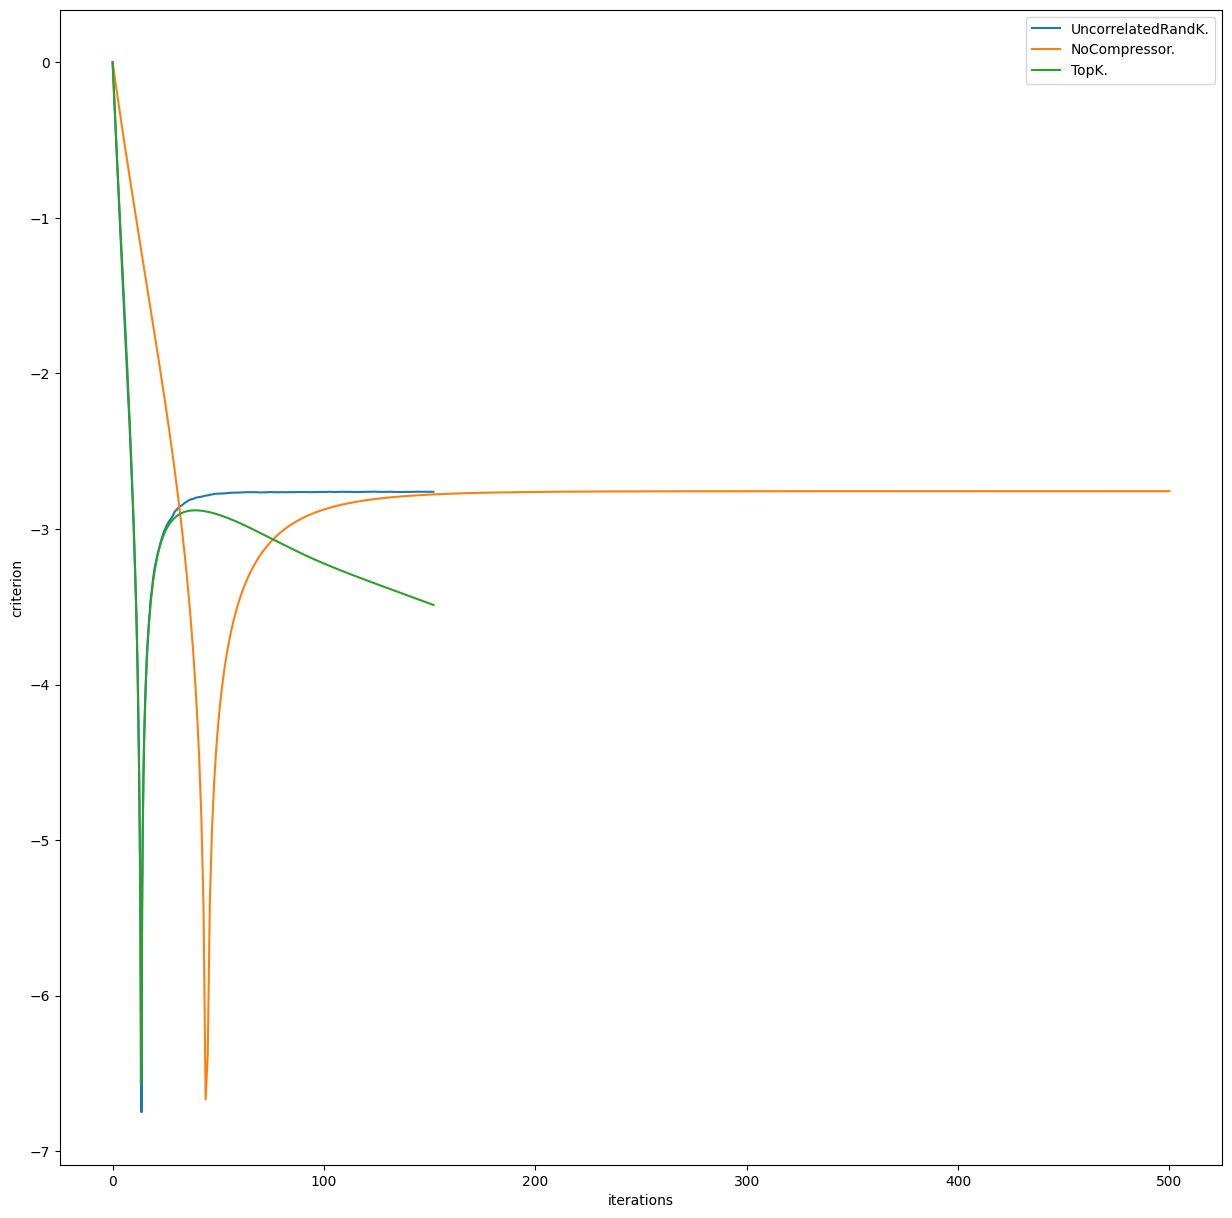 UncorrelatedRandK.
NoCompressor.
TopK.
0
−1
−2
−3
−4
−5
−6
−7
criterion
0 100 200 300 400 500
iterations